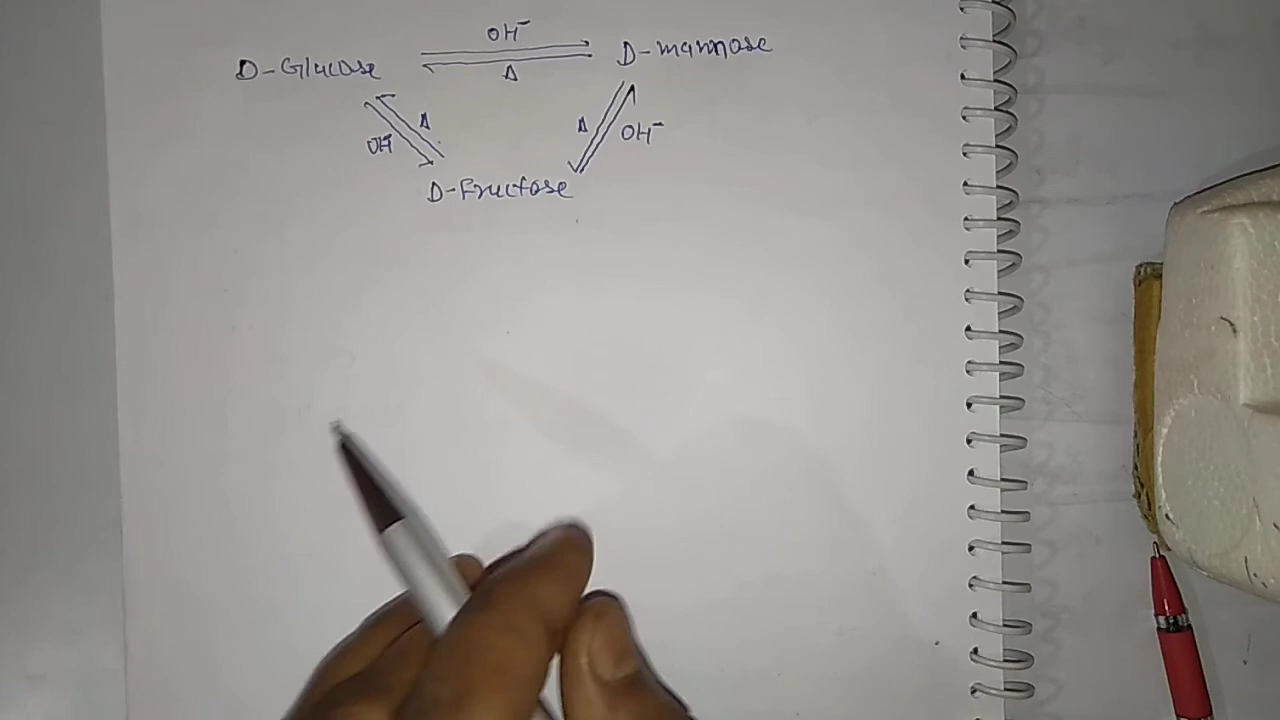 OH⁻
D-Glucose ⇌ D-mannose
Δ
OH⁻ Δ Δ OH⁻
D-Fructose